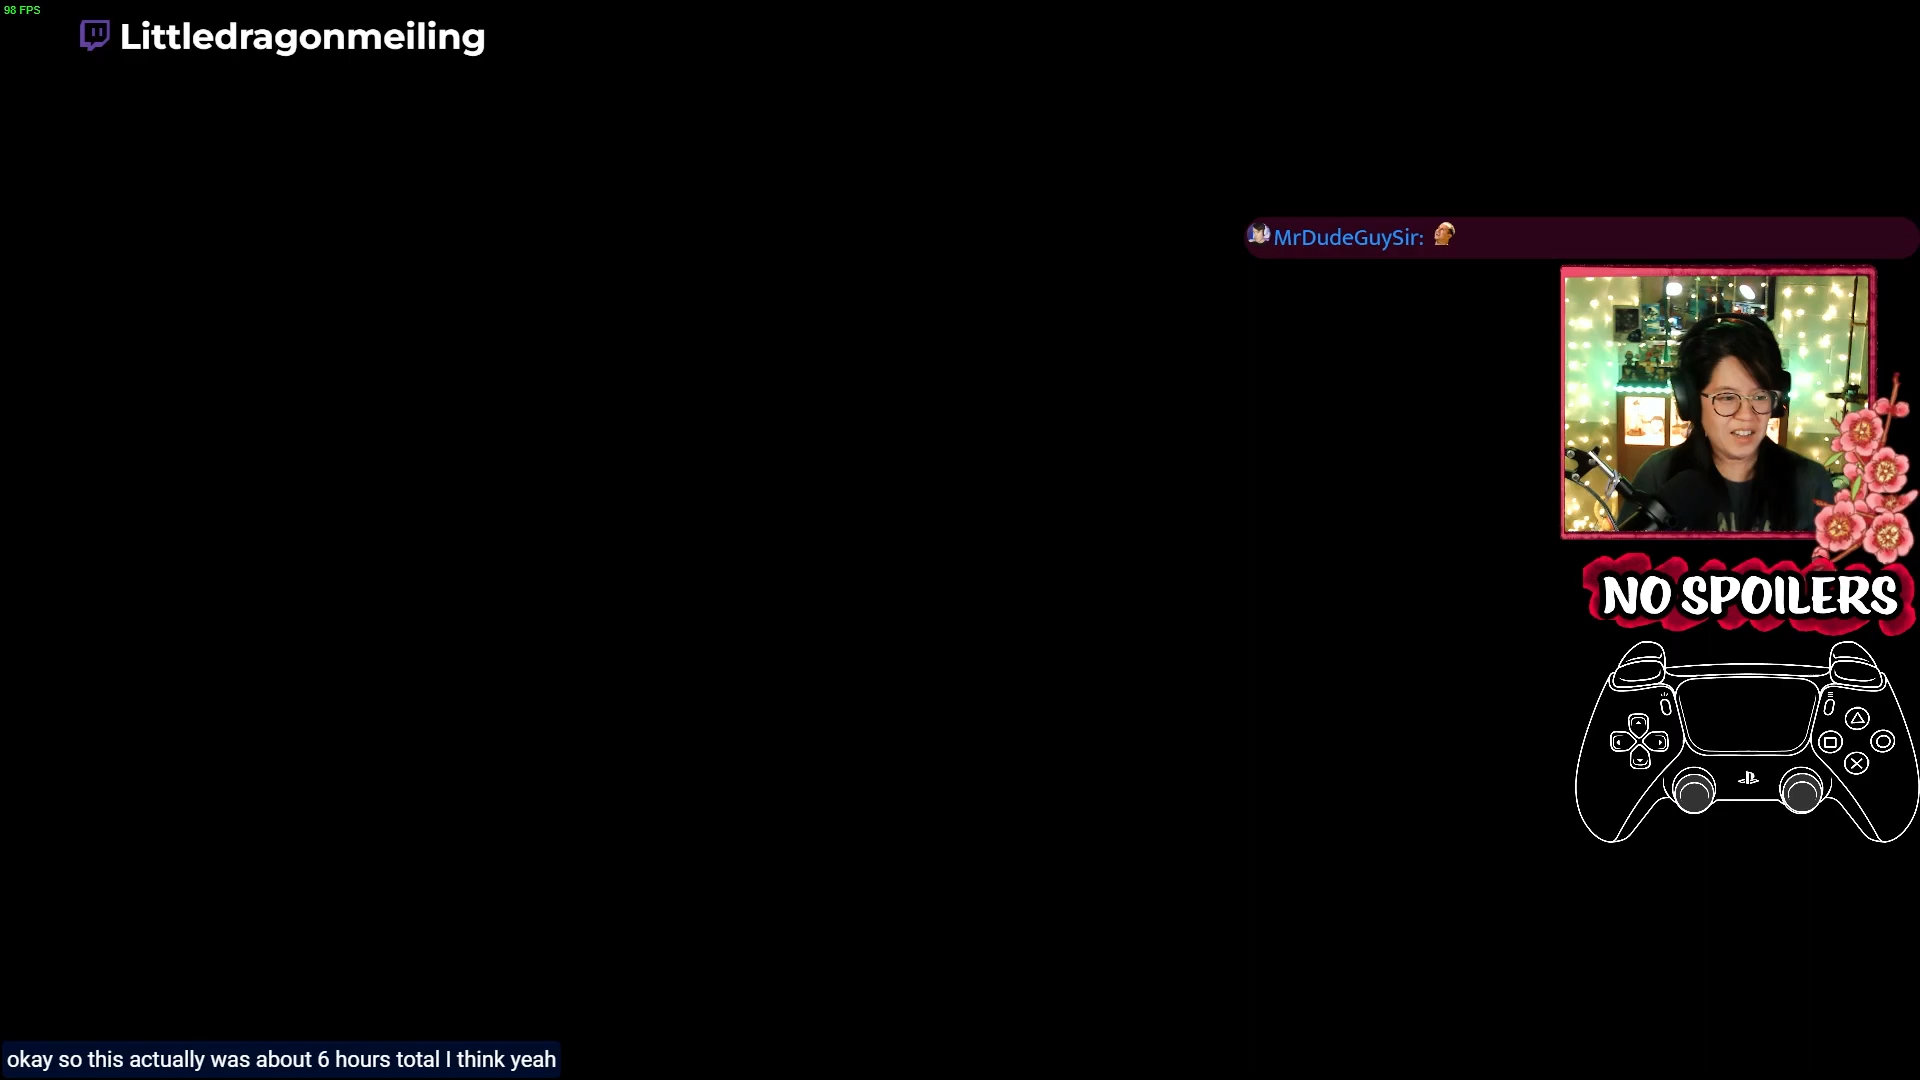 98 FPS
Littledragonmeiling
MrDudeGuySir:
NO SPOILERS
okay so this actually was about 6 hours total I think yeah